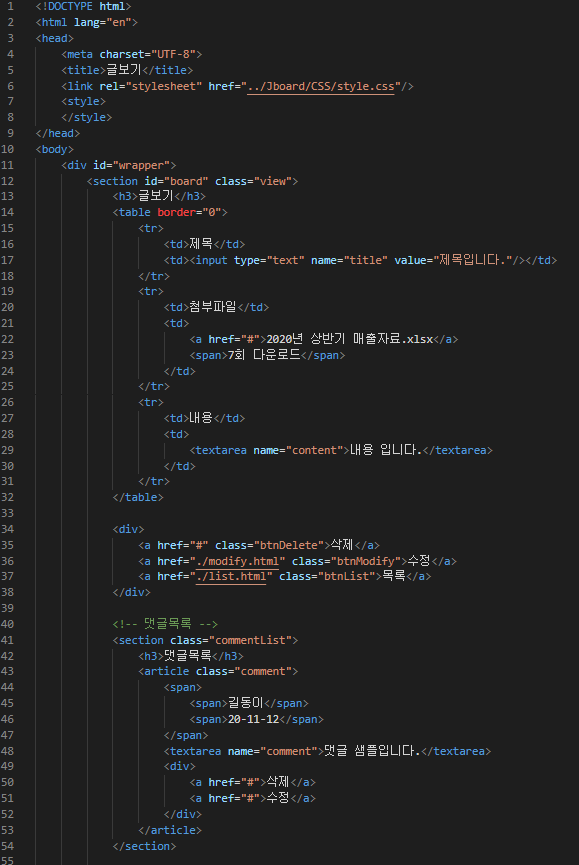 1 <!DOCTYPE html>
2 <html lang="en">
3 <head>
4     <meta charset="UTF-8">
5     <title>글보기</title>
6     <link rel="stylesheet" href="../Jboard/CSS/style.css"/>
7     <style>
8     </style>
9 </head>
10 <body>
11     <div id="wrapper">
12         <section id="board" class="view">
13             <h3>글보기</h3>
14             <table border="0">
15                 <tr>
16                     <td>제목</td>
17                     <td><input type="text" name="title" value="제목입니다."/></td>
18                 </tr>
19                 <tr>
20                     <td>첨부파일</td>
21                     <td>
22                         <a href="#">2020년 상반기 매출자료.xlsx</a>
23                         <span>7회 다운로드</span>
24                     </td>
25                 </tr>
26                 <tr>
27                     <td>내용</td>
28                     <td>
29                         <textarea name="content">내용 입니다.</textarea>
30                     </td>
31                 </tr>
32             </table>
33
34             <div>
35                 <a href="#" class="btnDelete">삭제</a>
36                 <a href="./modify.html" class="btnModify">수정</a>
37                 <a href="./list.html" class="btnList">목록</a>
38             </div>
39
40             <!-- 댓글목록 -->
41             <section class="commentList">
42                 <h3>댓글목록</h3>
43                 <article class="comment">
44                     <span>
45                         <span>길동이</span>
46                         <span>20-11-12</span>
47                     </span>
48                     <textarea name="comment">댓글 샘플입니다.</textarea>
49                     <div>
50                         <a href="#">삭제</a>
51                         <a href="#">수정</a>
52                     </div>
53                 </article>
54             </section>
55